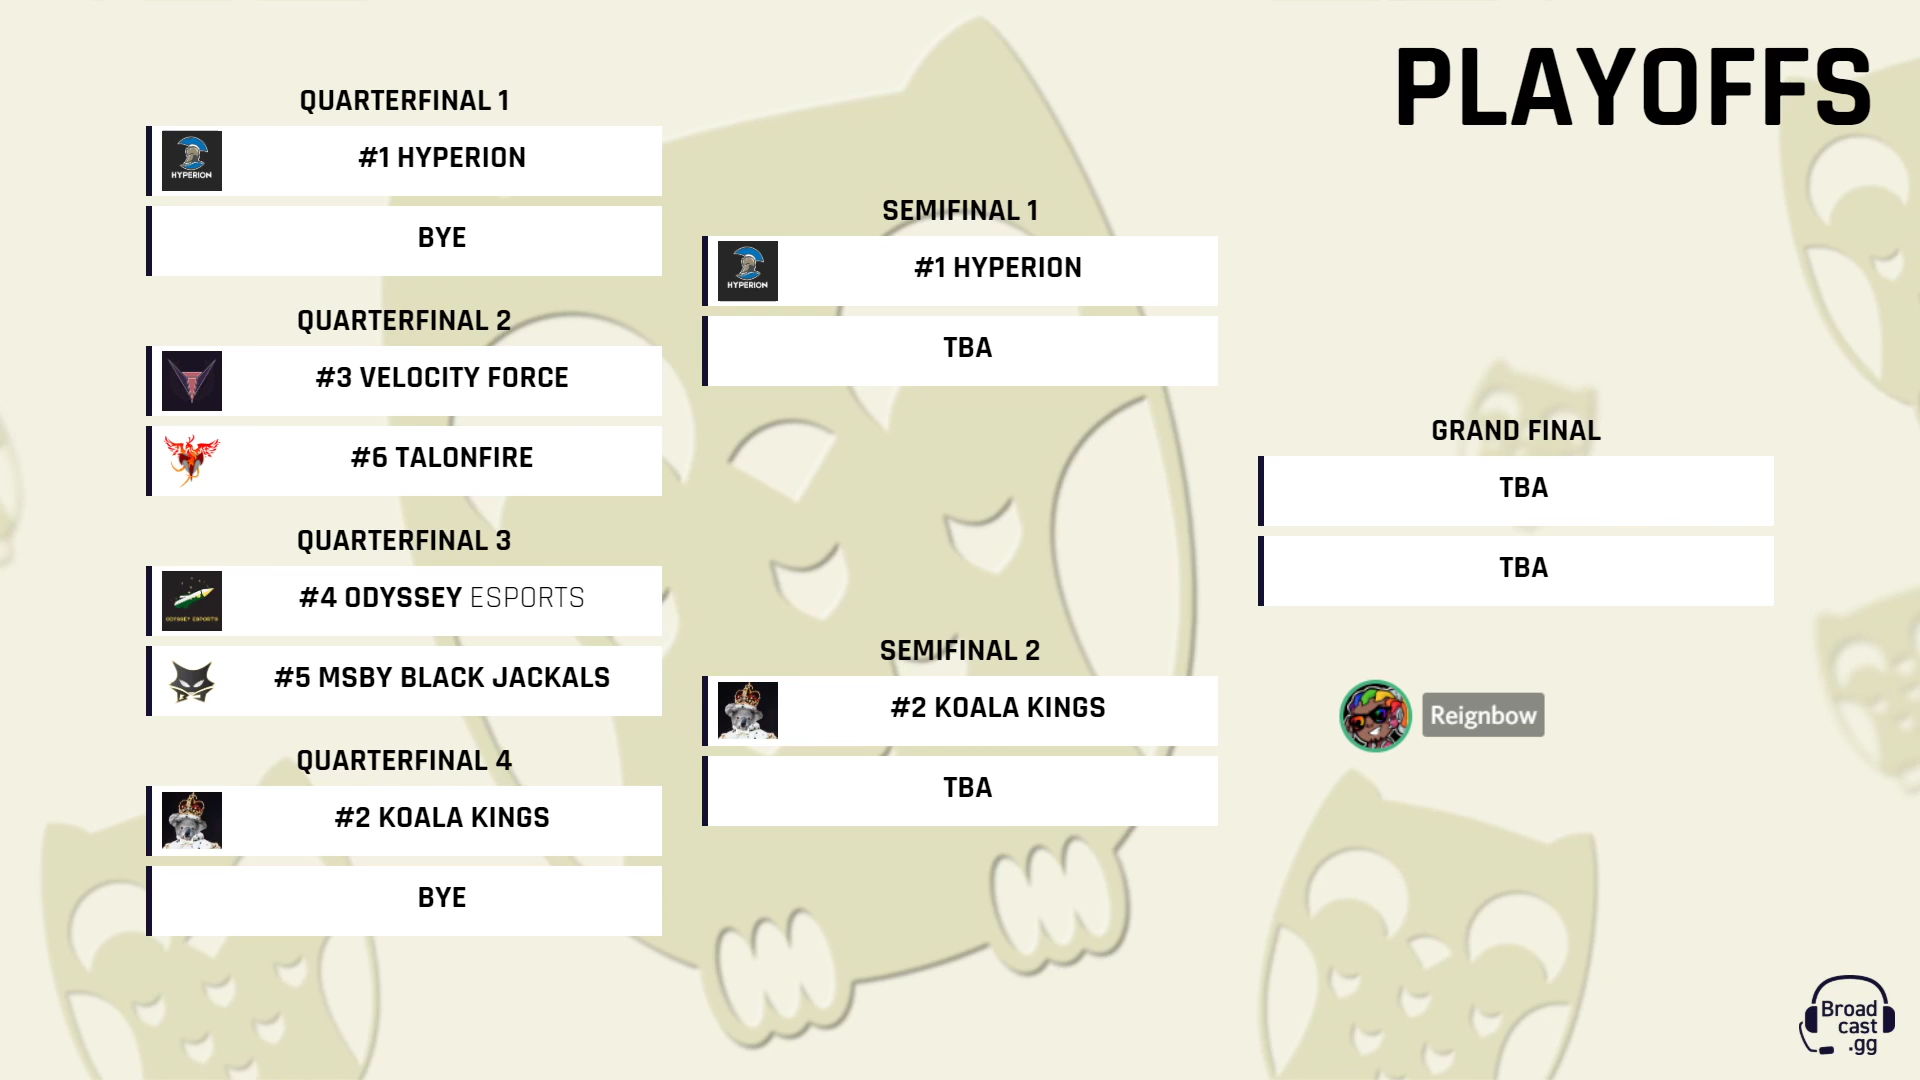 PLAYOFFS
QUARTERFINAL 1
HYPERION
#1 HYPERION
BYE
QUARTERFINAL 2
#3 VELOCITY FORCE
#6 TALONFIRE
QUARTERFINAL 3
ODYSSEY ESPORTS
#4 ODYSSEY ESPORTS
#5 MSBY BLACK JACKALS
QUARTERFINAL 4
#2 KOALA KINGS
BYE
SEMIFINAL 1
HYPERION
#1 HYPERION
TBA
SEMIFINAL 2
#2 KOALA KINGS
TBA
GRAND FINAL
TBA
TBA
Reignbow
Broad
cast
.gg